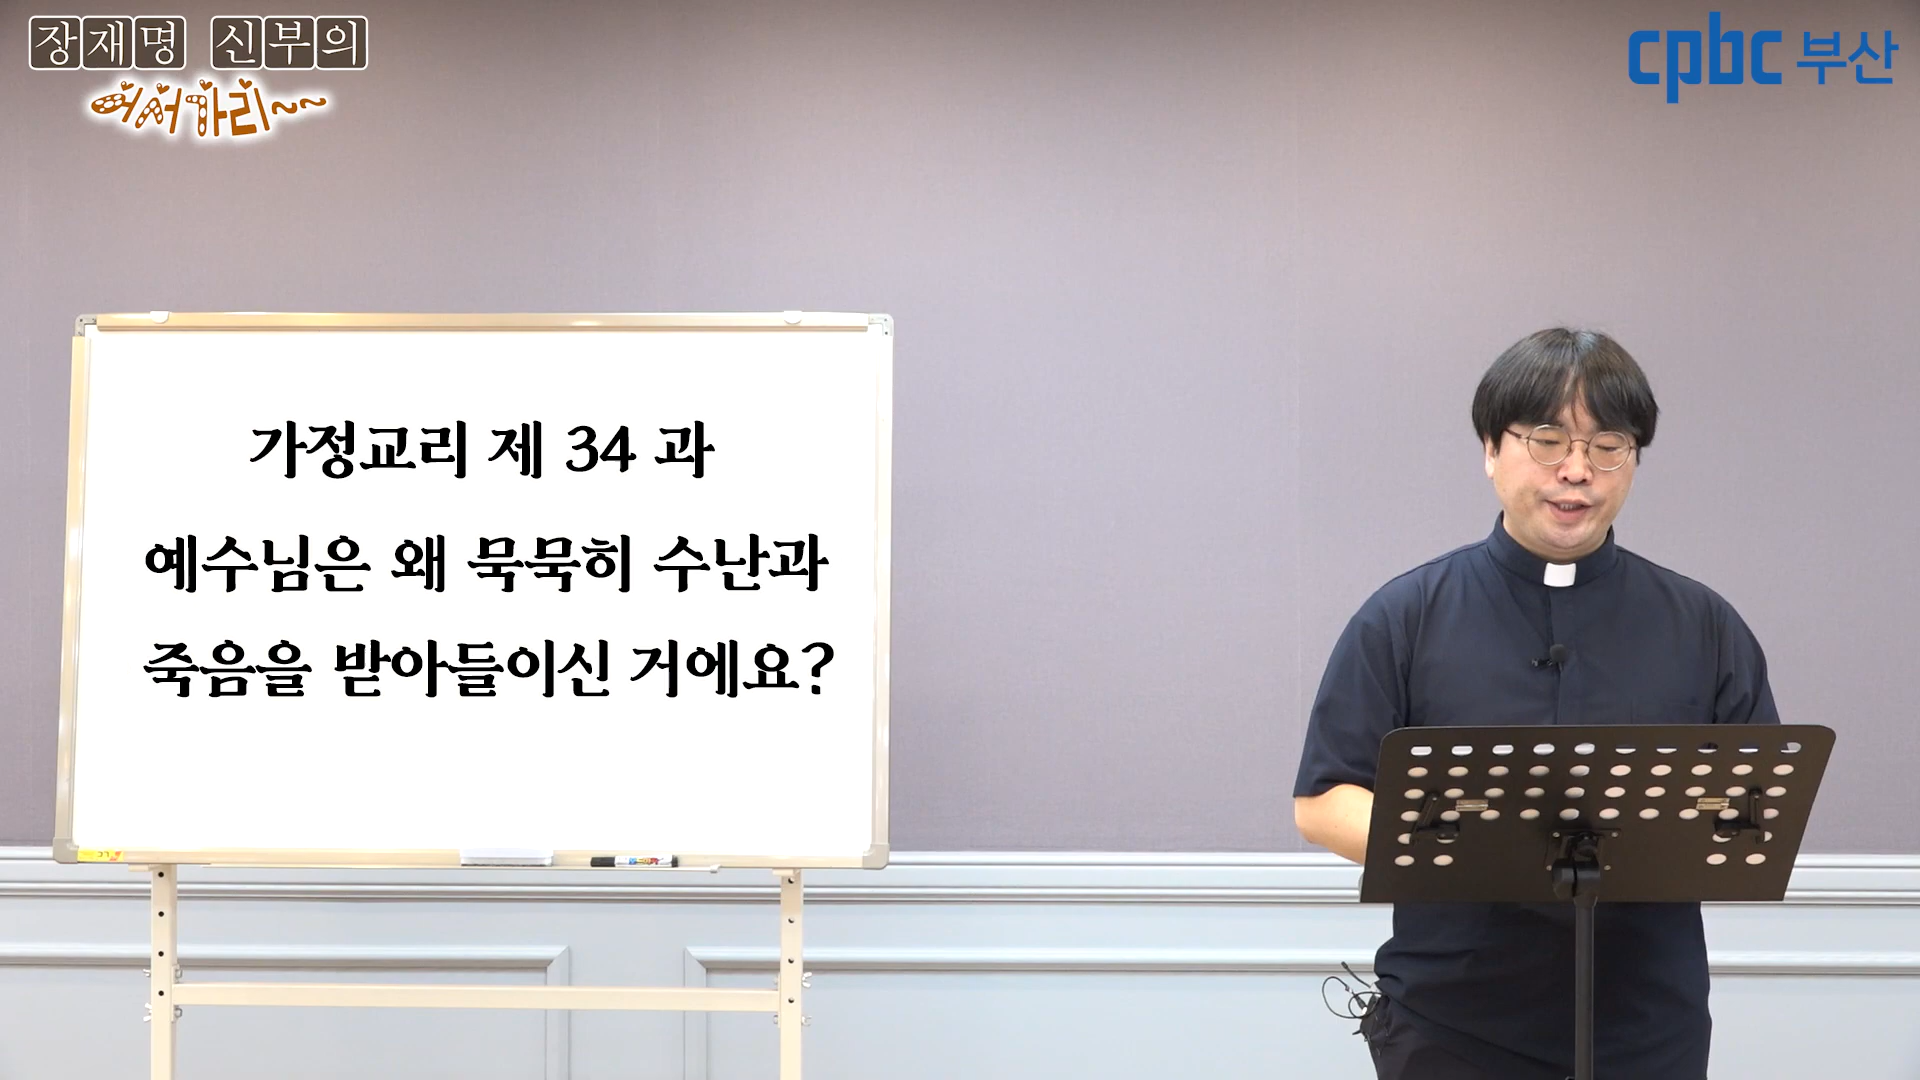 장재명 신부의
어서가리~~
cpbc 부산
가정교리 제 34 과
예수님은 왜 묵묵히 수난과
죽음을 받아들이신 거에요?